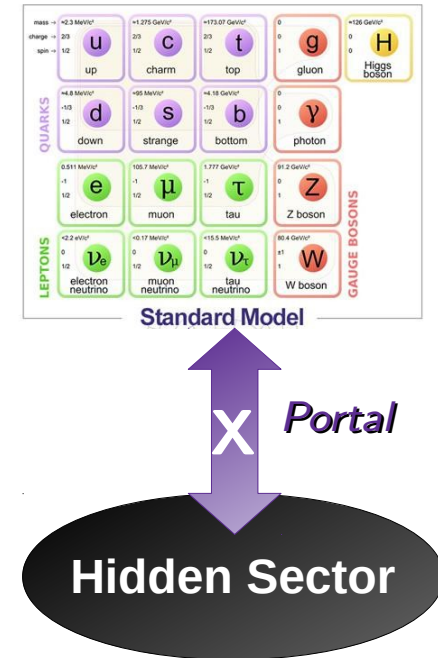 mass → ≈2.3 MeV/c² ≈1.275 GeV/c² ≈173.07 GeV/c² 0 ≈126 GeV/c²
charge → 2/3 2/3 2/3 0 0
spin → 1/2 1/2 1/2 1 0
u c t g H
up charm top gluon Higgs
boson
≈4.8 MeV/c² ≈95 MeV/c² ≈4.18 GeV/c² 0
-1/3 -1/3 -1/3 0
1/2 1/2 1/2 1
d s b γ
down strange bottom photon
QUARKS
0.511 MeV/c² 105.7 MeV/c² 1.777 GeV/c² 91.2 GeV/c²
-1 -1 -1 0
1/2 1/2 1/2 1
e μ τ Z
electron muon tau Z boson
<2.2 eV/c² <0.17 MeV/c² <15.5 MeV/c² 80.4 GeV/c²
0 0 0 ±1
1/2 1/2 1/2 1
νe νμ ντ W
electron muon tau W boson
neutrino neutrino neutrino
LEPTONS
GAUGE BOSONS
Standard Model
X
Portal
Hidden Sector